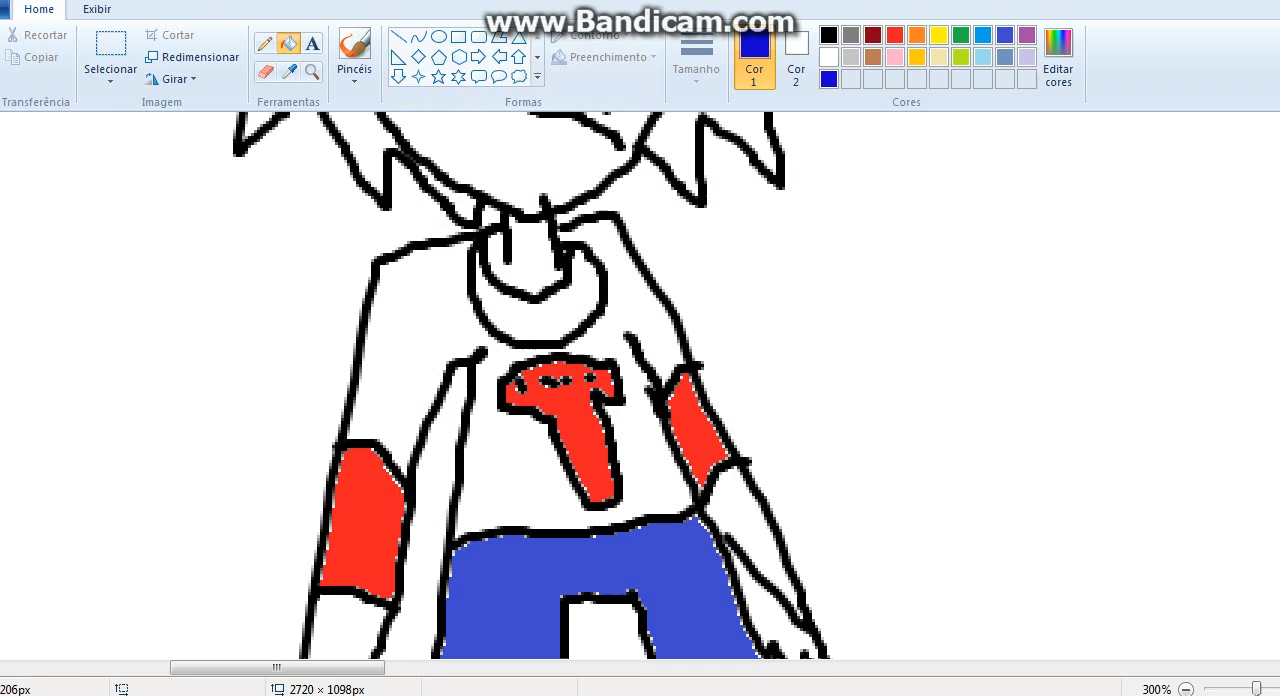 Home Exibir
www.Bandicam.com
Recortar
Copiar
Transferência
Selecionar
Cortar
Redimensionar
Girar
Imagem
A
Ferramentas
Pincéis
Contorno
Preenchimento
Formas
Tamanho
Cor
1
Cor
2
Editar
cores
Cores
206px
2720 × 1098px
300%